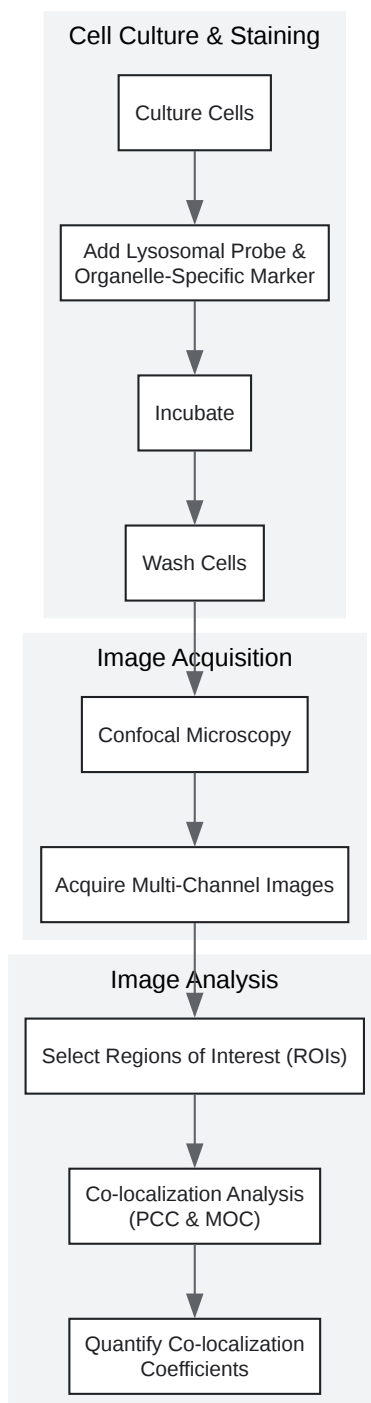 Cell Culture & Staining
Culture Cells
Add Lysosomal Probe &
Organelle-Specific Marker
Incubate
Wash Cells
Image Acquisition
Confocal Microscopy
Acquire Multi-Channel Images
Image Analysis
Select Regions of Interest (ROIs)
Co-localization Analysis
(PCC & MOC)
Quantify Co-localization
Coefficients